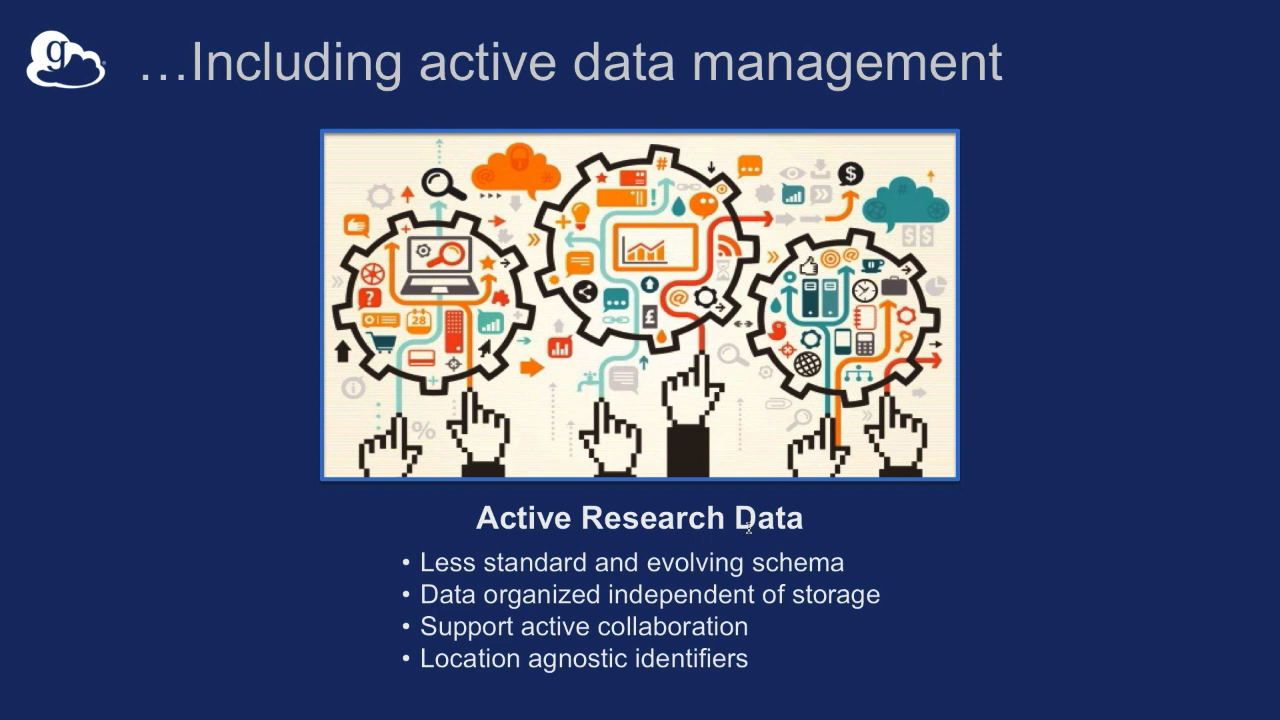 g
…Including active data management
28
Active Research Data
• Less standard and evolving schema
• Data organized independent of storage
• Support active collaboration
• Location agnostic identifiers